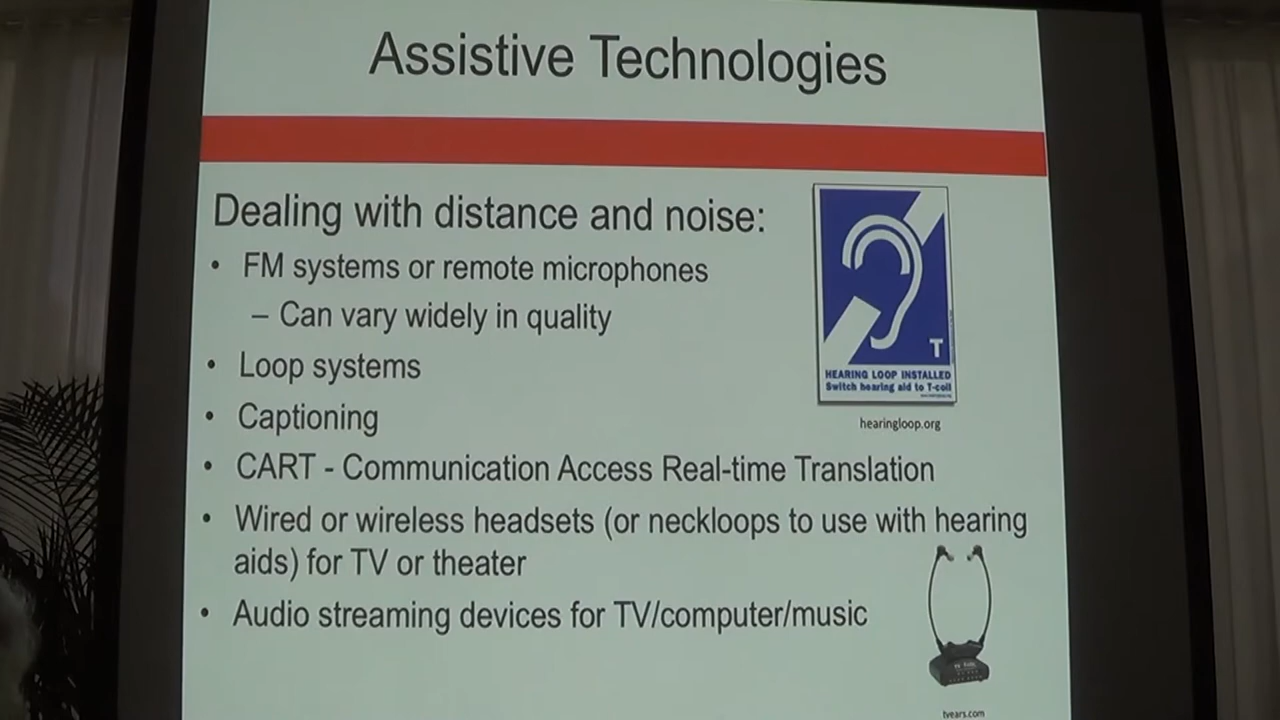 Assistive Technologies
Dealing with distance and noise:
• FM systems or remote microphones
– Can vary widely in quality
• Loop systems
• Captioning
• CART - Communication Access Real-time Translation
• Wired or wireless headsets (or neckloops to use with hearing
aids) for TV or theater
• Audio streaming devices for TV/computer/music
T
HEARING LOOP INSTALLED
Switch hearing aid to T-coil
hearingloop.org
tvears.com